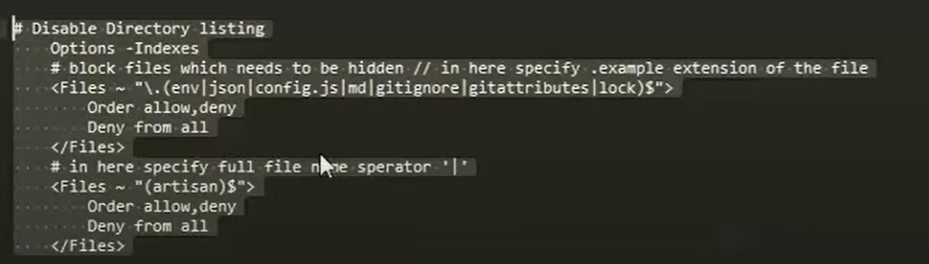 # Disable Directory listing
Options -Indexes
# block files which needs to be hidden // in here specify .example extension of the file
<Files ~ "\.(env|json|config.js|md|gitignore|gitattributes|lock)$">
Order allow,deny
Deny from all
</Files>
# in here specify full file name sperator '|'
<Files ~ "(artisan)$">
Order allow,deny
Deny from all
</Files>